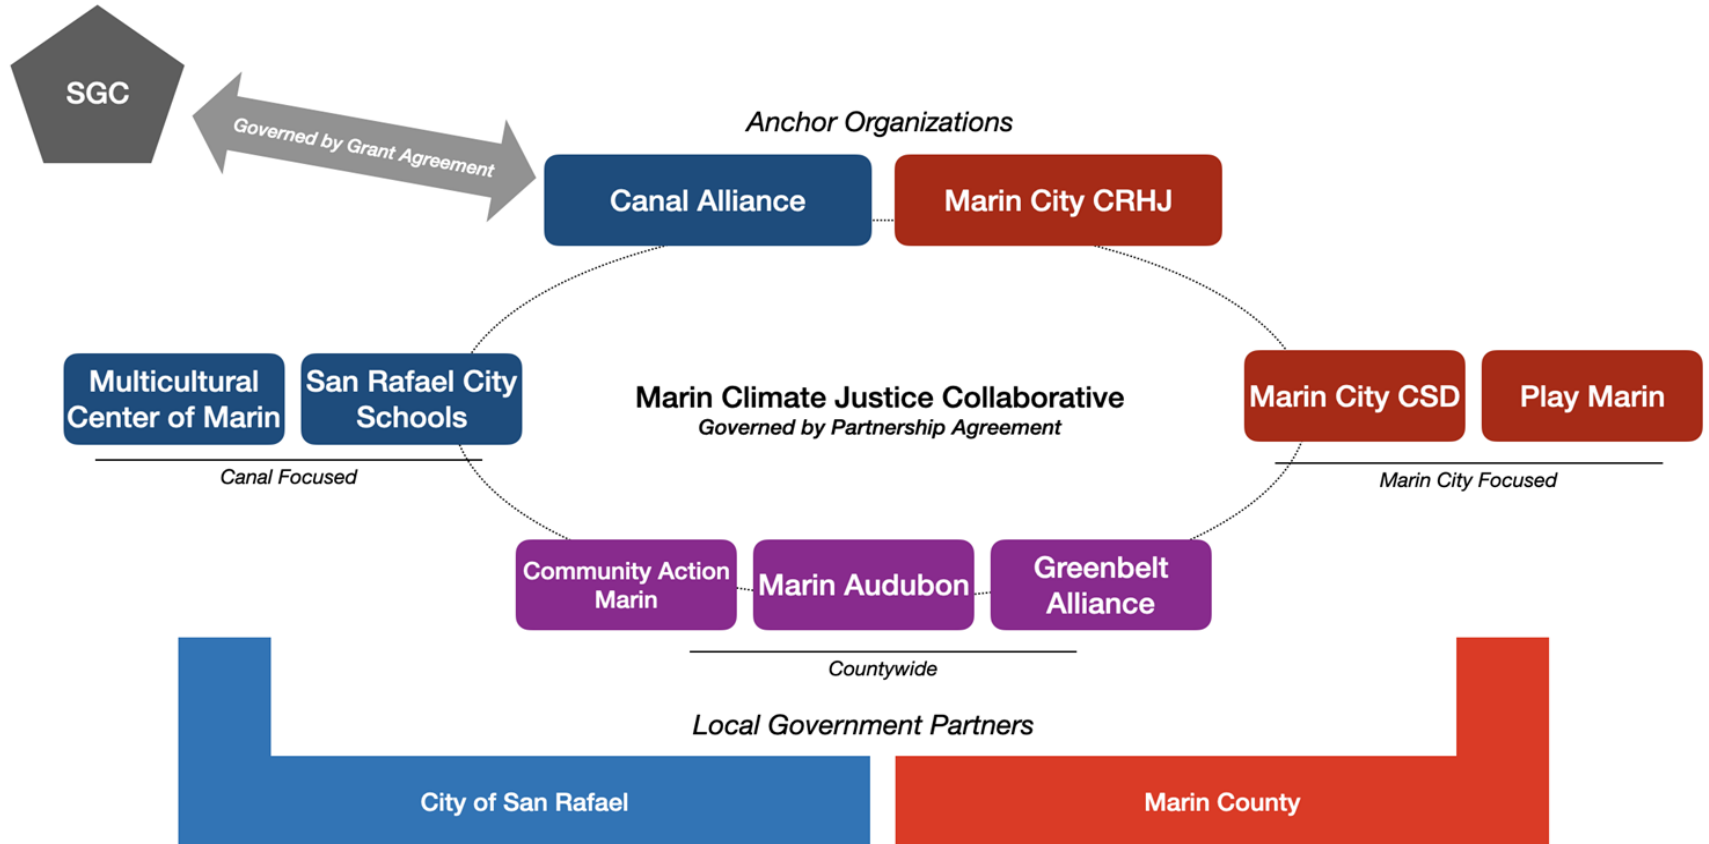 SGC
Governed by Grant Agreement
Anchor Organizations
Canal Alliance
Marin City CRHJ
Multicultural
Center of Marin
San Rafael City
Schools
Canal Focused
Marin Climate Justice Collaborative
Governed by Partnership Agreement
Marin City CSD
Play Marin
Marin City Focused
Community Action
Marin
Marin Audubon
Greenbelt
Alliance
Countywide
Local Government Partners
City of San Rafael
Marin County